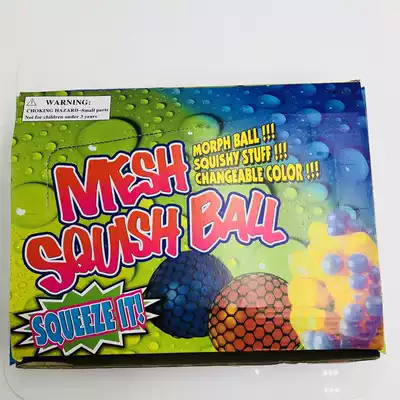 WARNING:
CHOKING HAZARD-Small parts
Not for children under 3 years
MORPH BALL !!!
SQUISHY STUFF !!!
CHANGEABLE COLOR !!!
MESH
SQUISH BALL
SQUEEZE IT!